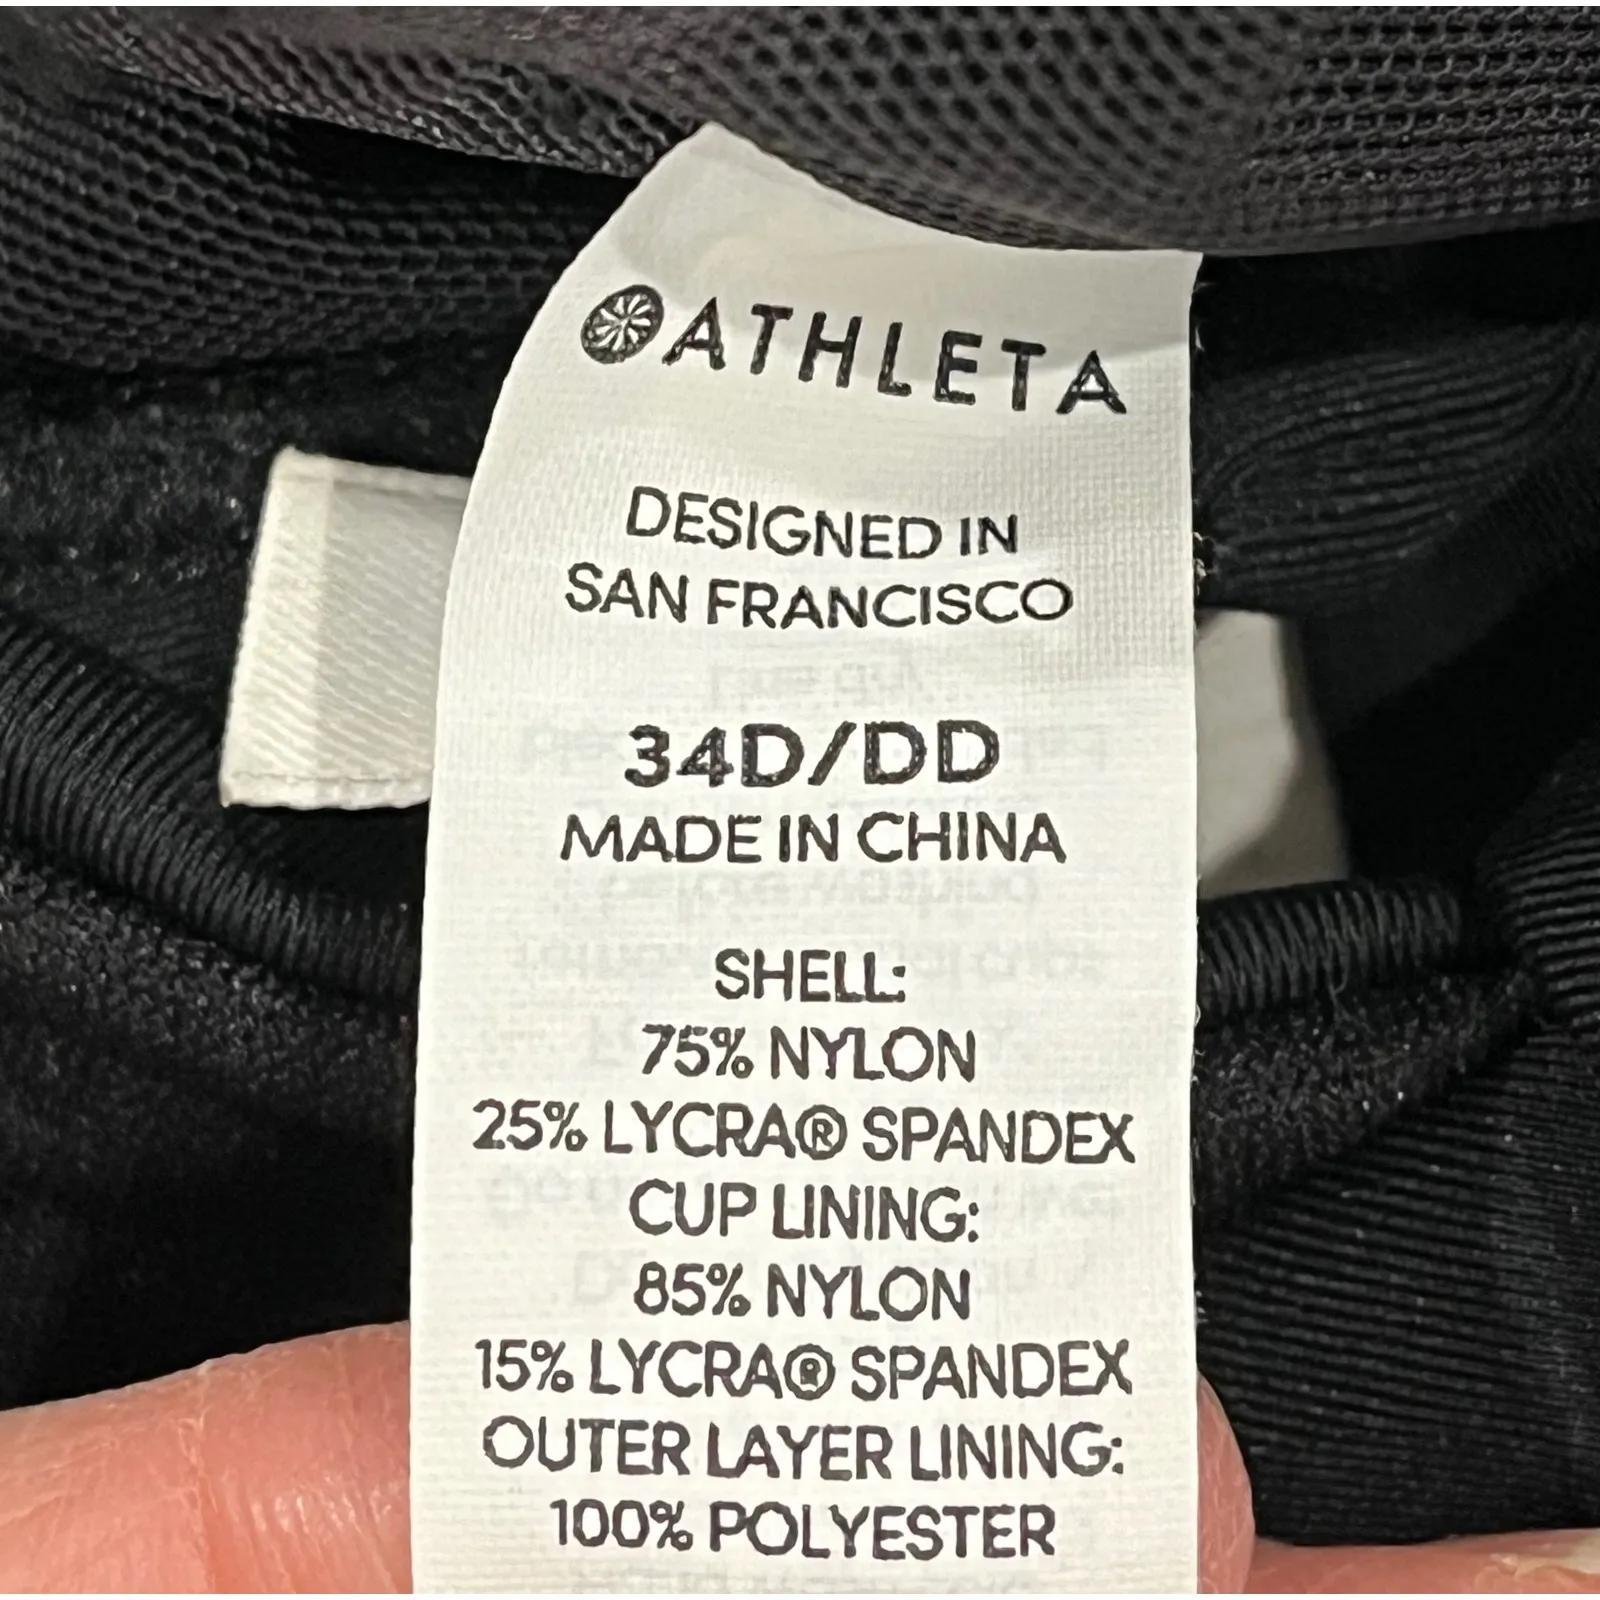 ATHLETA
DESIGNED IN
SAN FRANCISCO
34D/DD
MADE IN CHINA
SHELL:
75% NYLON
25% LYCRA® SPANDEX
CUP LINING:
85% NYLON
15% LYCRA® SPANDEX
OUTER LAYER LINING:
100% POLYESTER